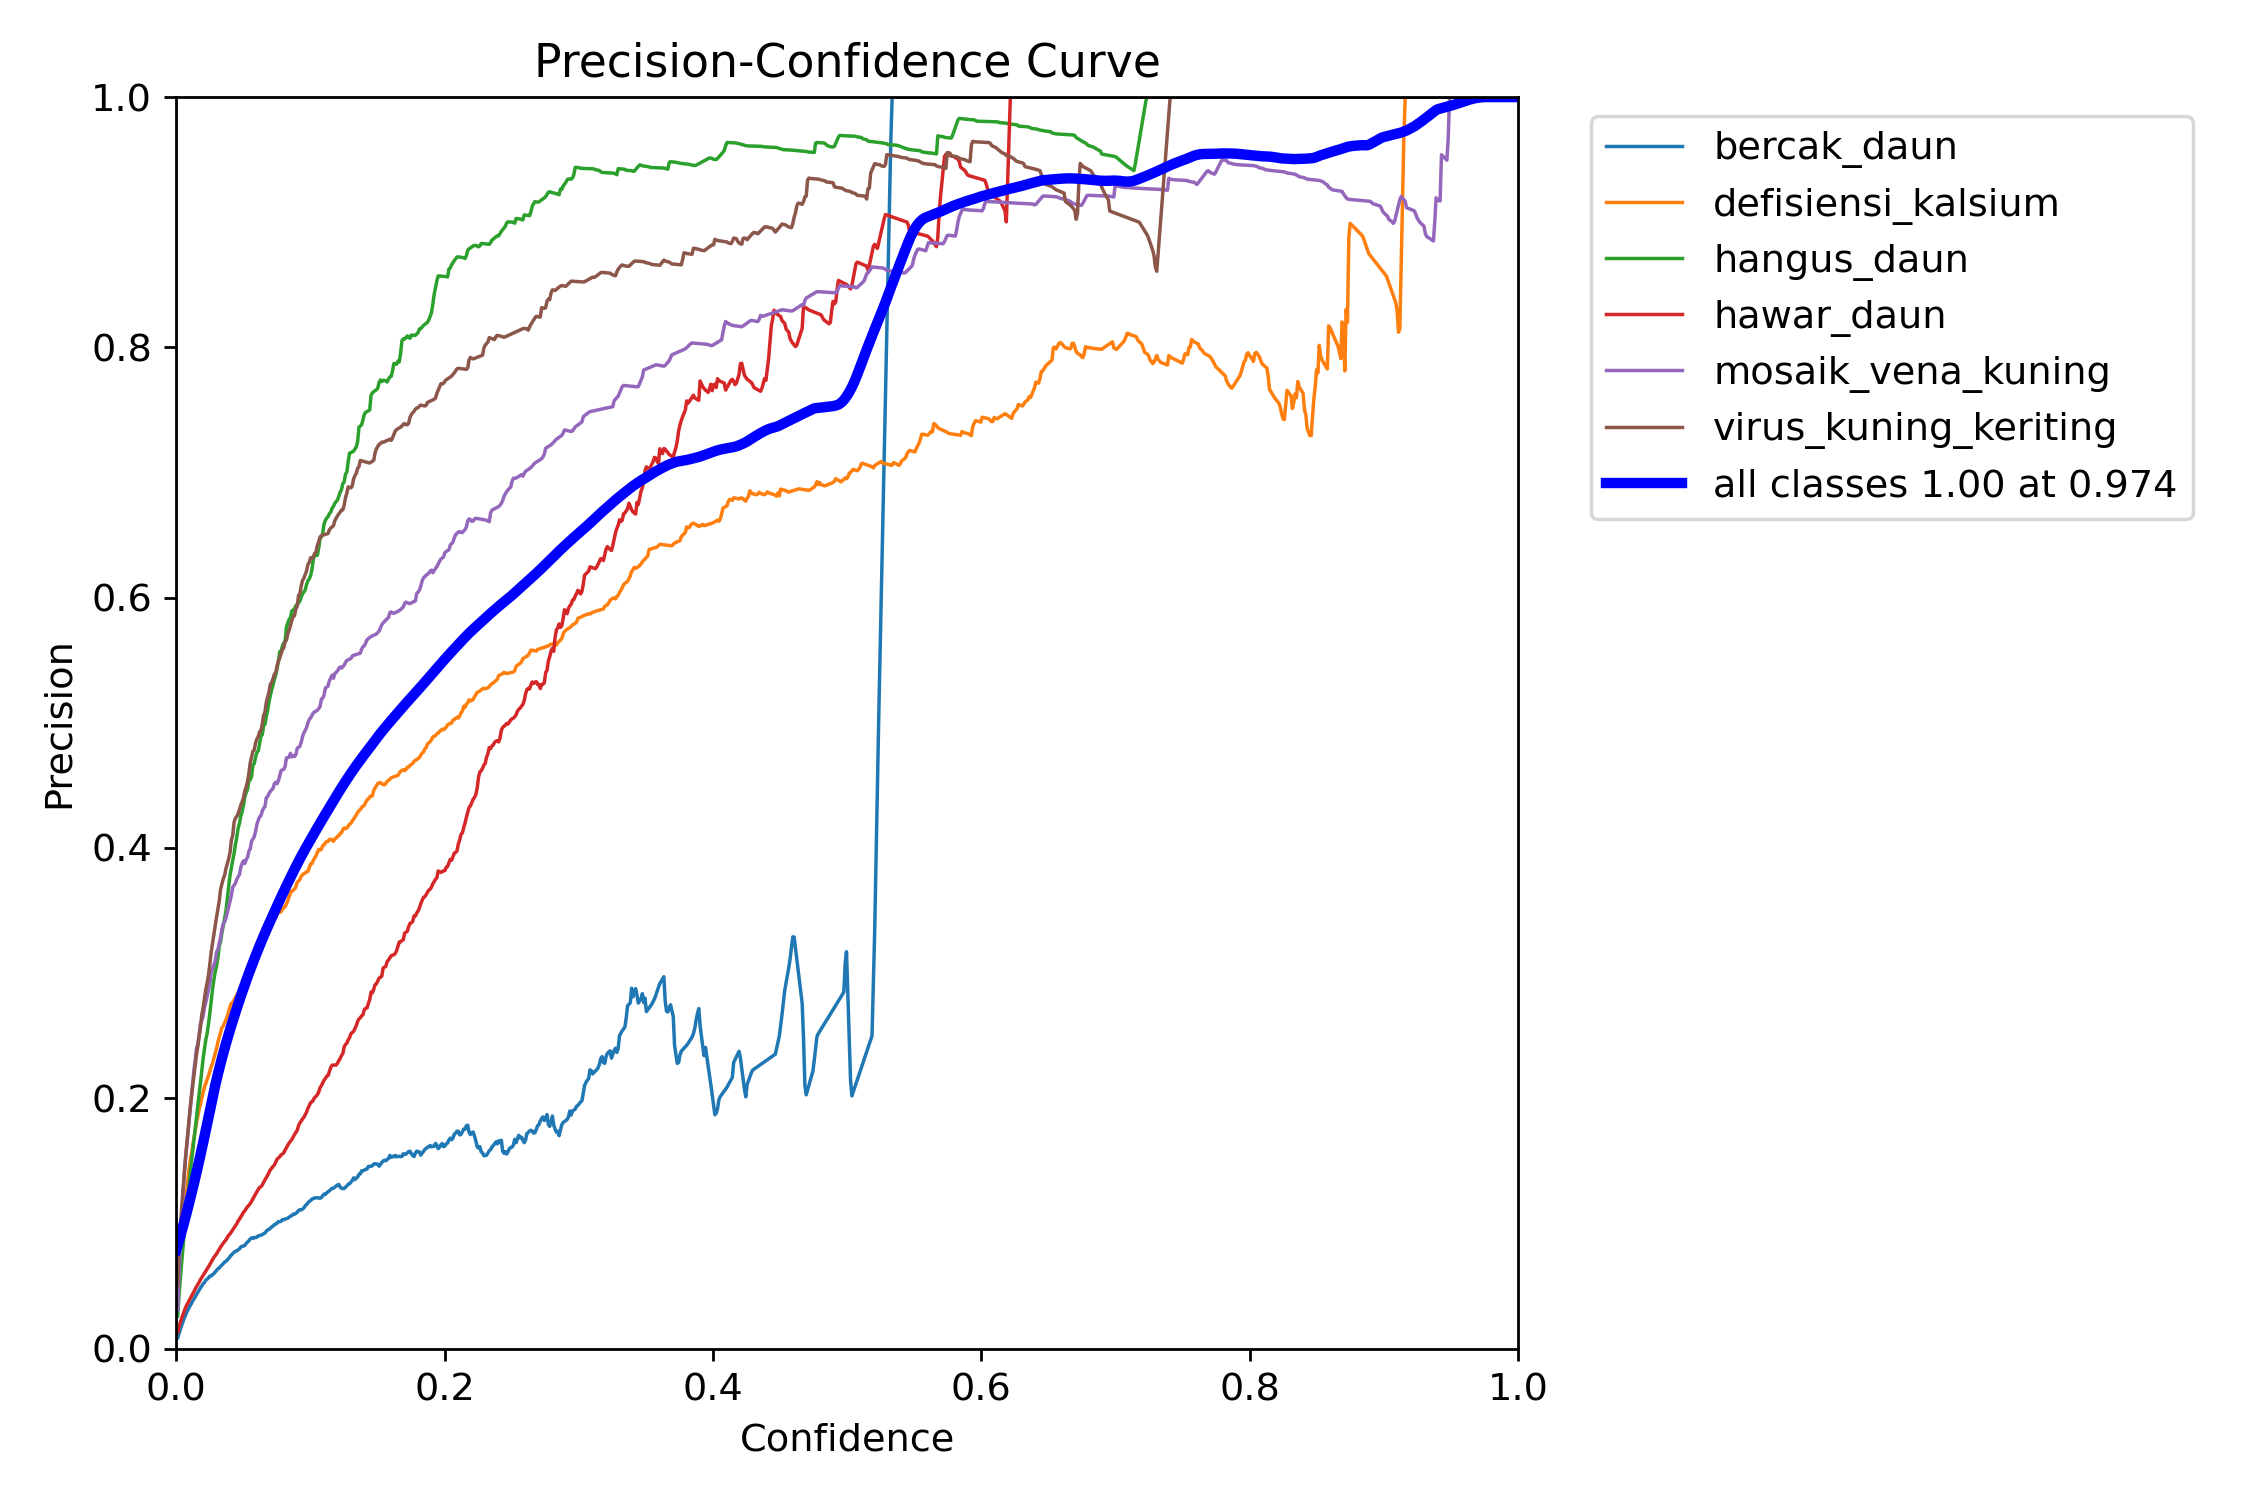 Precision-Confidence Curve
1.0
0.8
0.6
0.4
0.2
0.0
Precision
0.0 0.2 0.4 0.6 0.8 1.0
Confidence
bercak_daun
defisiensi_kalsium
hangus_daun
hawar_daun
mosaik_vena_kuning
virus_kuning_keriting
all classes 1.00 at 0.974